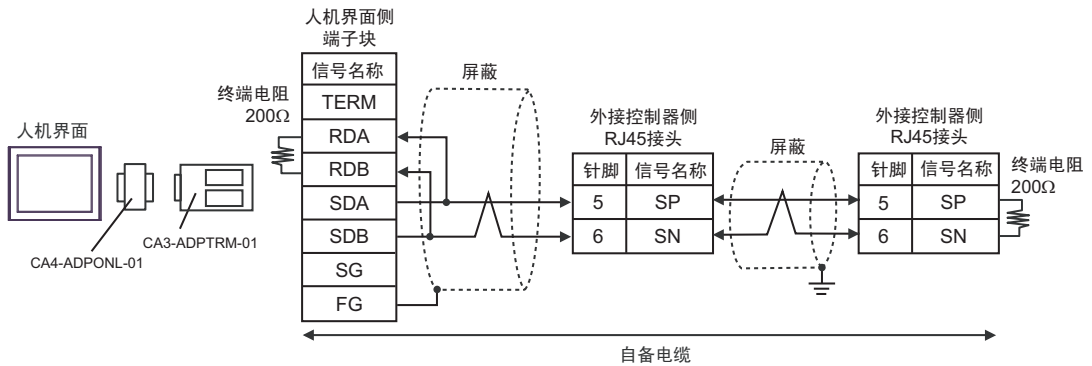 人机界面
CA4-ADPONL-01
CA3-ADPTRM-01
终端电阻
200Ω
人机界面侧
端子块
信号名称
TERM
RDA
RDB
SDA
SDB
SG
FG
屏蔽
外接控制器侧
RJ45接头
针脚 信号名称
5 SP
6 SN
屏蔽
外接控制器侧
RJ45接头
针脚 信号名称
5 SP
6 SN
终端电阻
200Ω
自备电缆